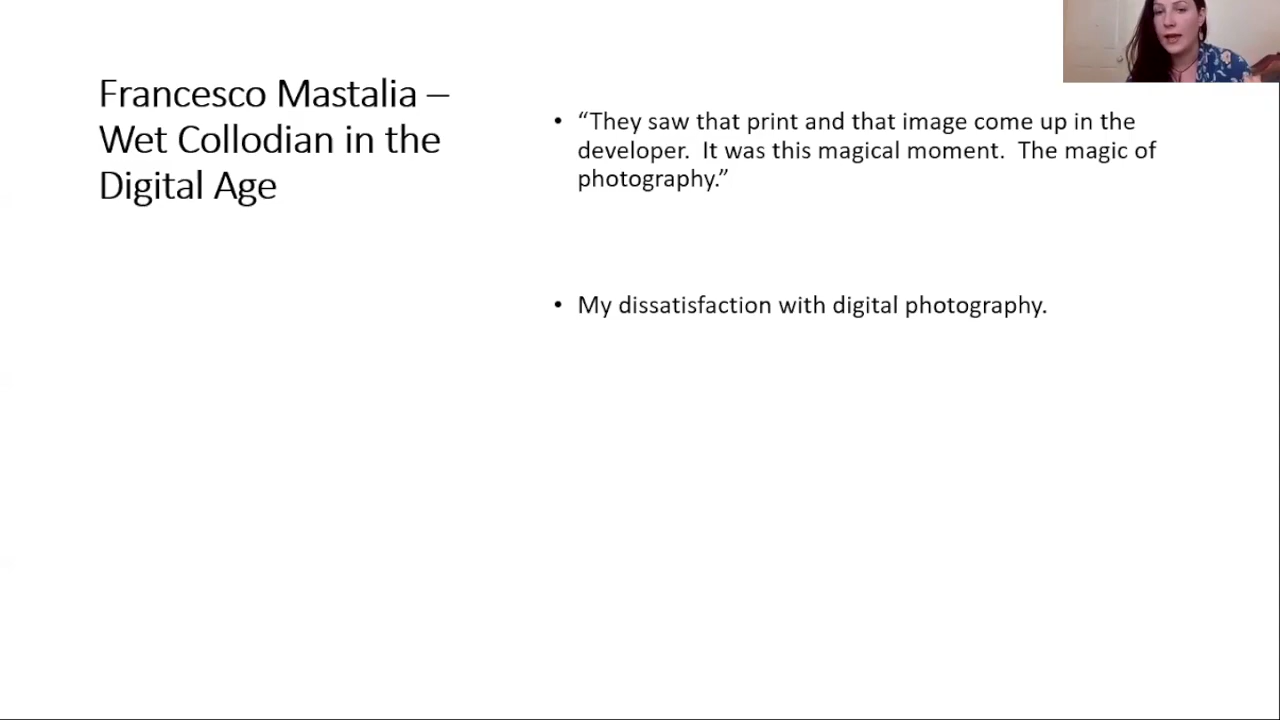 Francesco Mastalia –
Wet Collodian in the
Digital Age
• “They saw that print and that image come up in the
developer.  It was this magical moment.  The magic of
photography.”
• My dissatisfaction with digital photography.